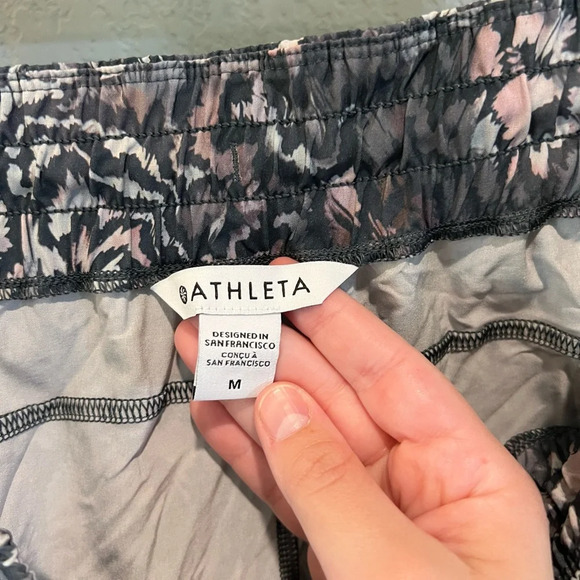 ATHLETA
DESIGNED IN
SAN FRANCISCO
CONÇU À
SAN FRANCISCO
M